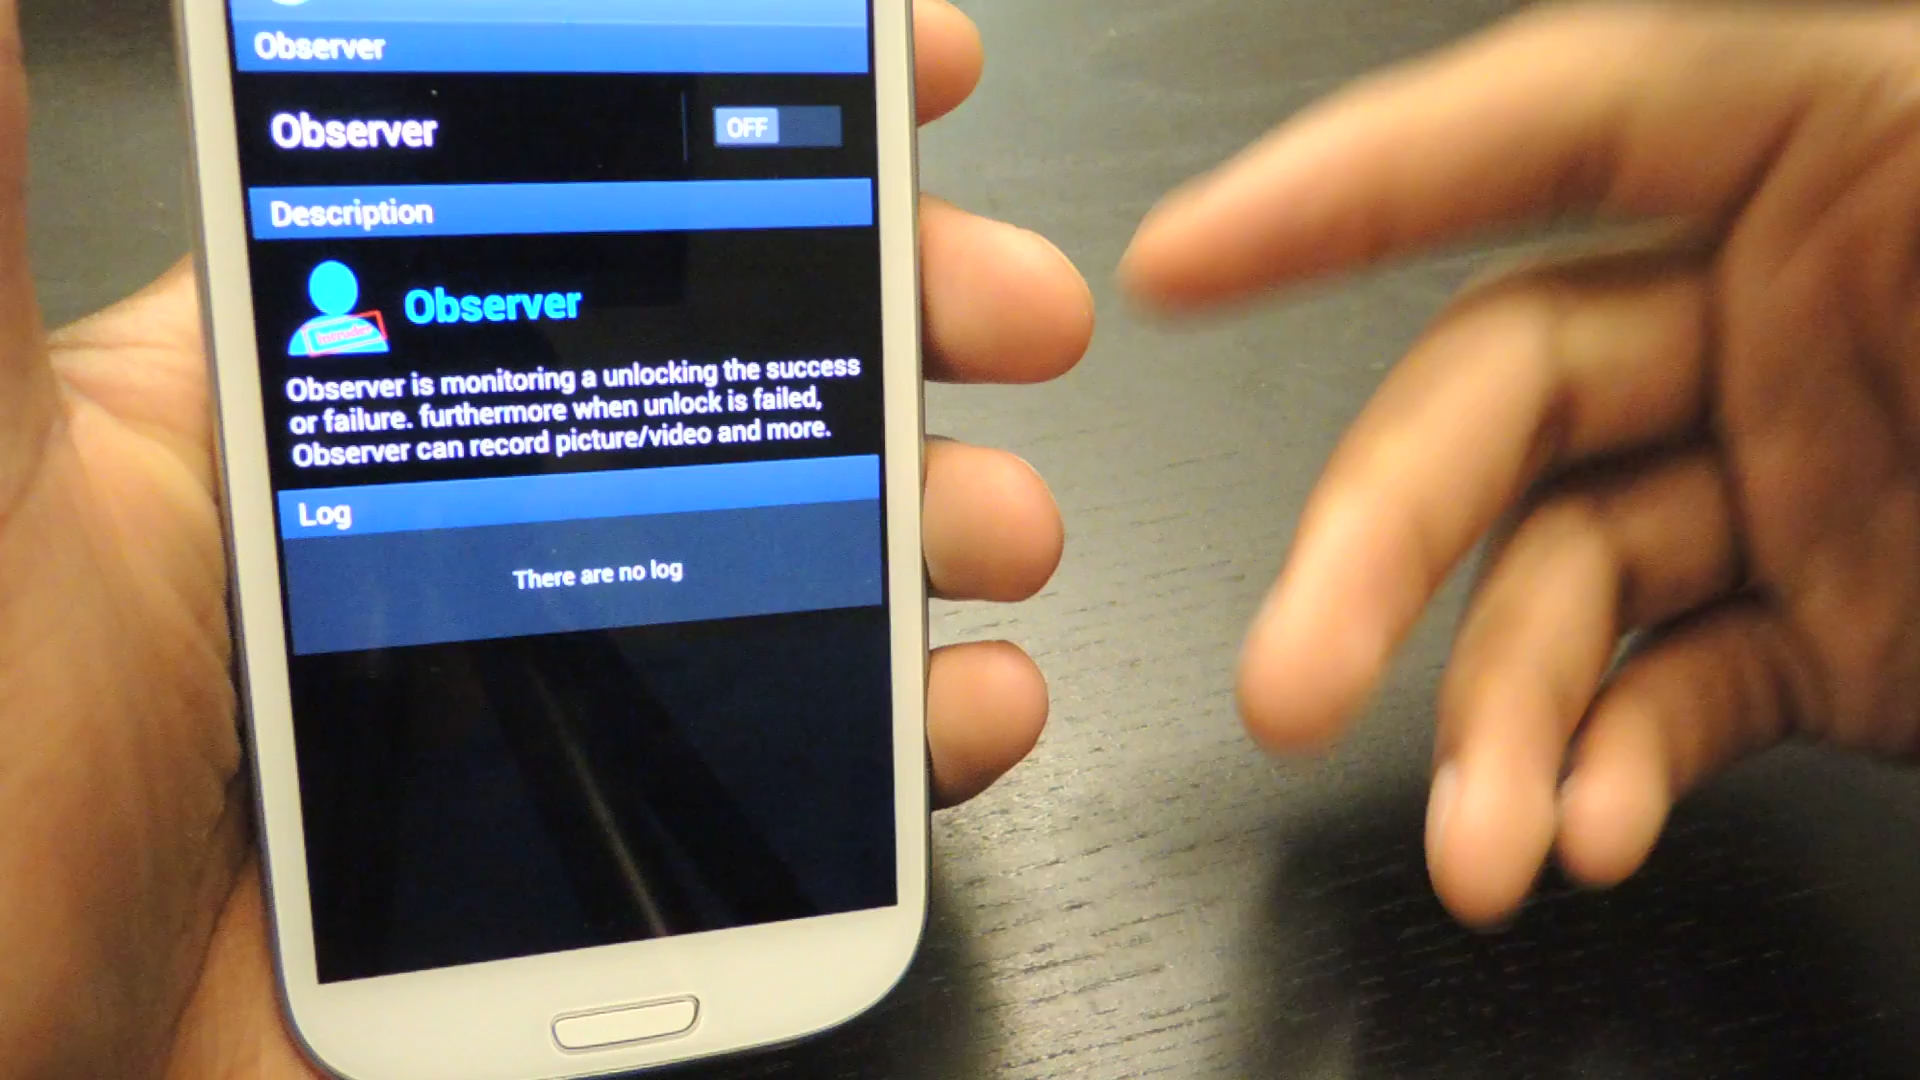 Observer
Observer
OFF
Description
Observer
Intruder
Observer is monitoring a unlocking the success
or failure. furthermore when unlock is failed,
Observer can record picture/video and more.
Log
There are no log